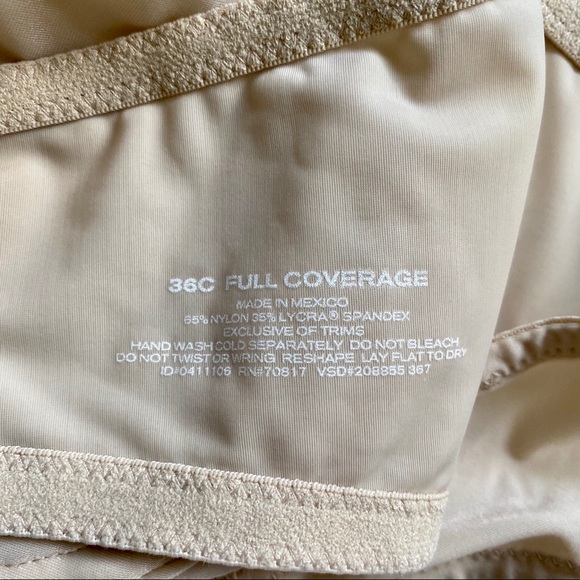 36C FULL COVERAGE
MADE IN MEXICO
65% NYLON 35% LYCRA® SPANDEX
EXCLUSIVE OF TRIMS
HAND WASH COLD SEPARATELY DO NOT BLEACH
DO NOT TWIST OR WRING RESHAPE LAY FLAT TO DRY
ID#0411106 RN#70817 VSD#208855 367